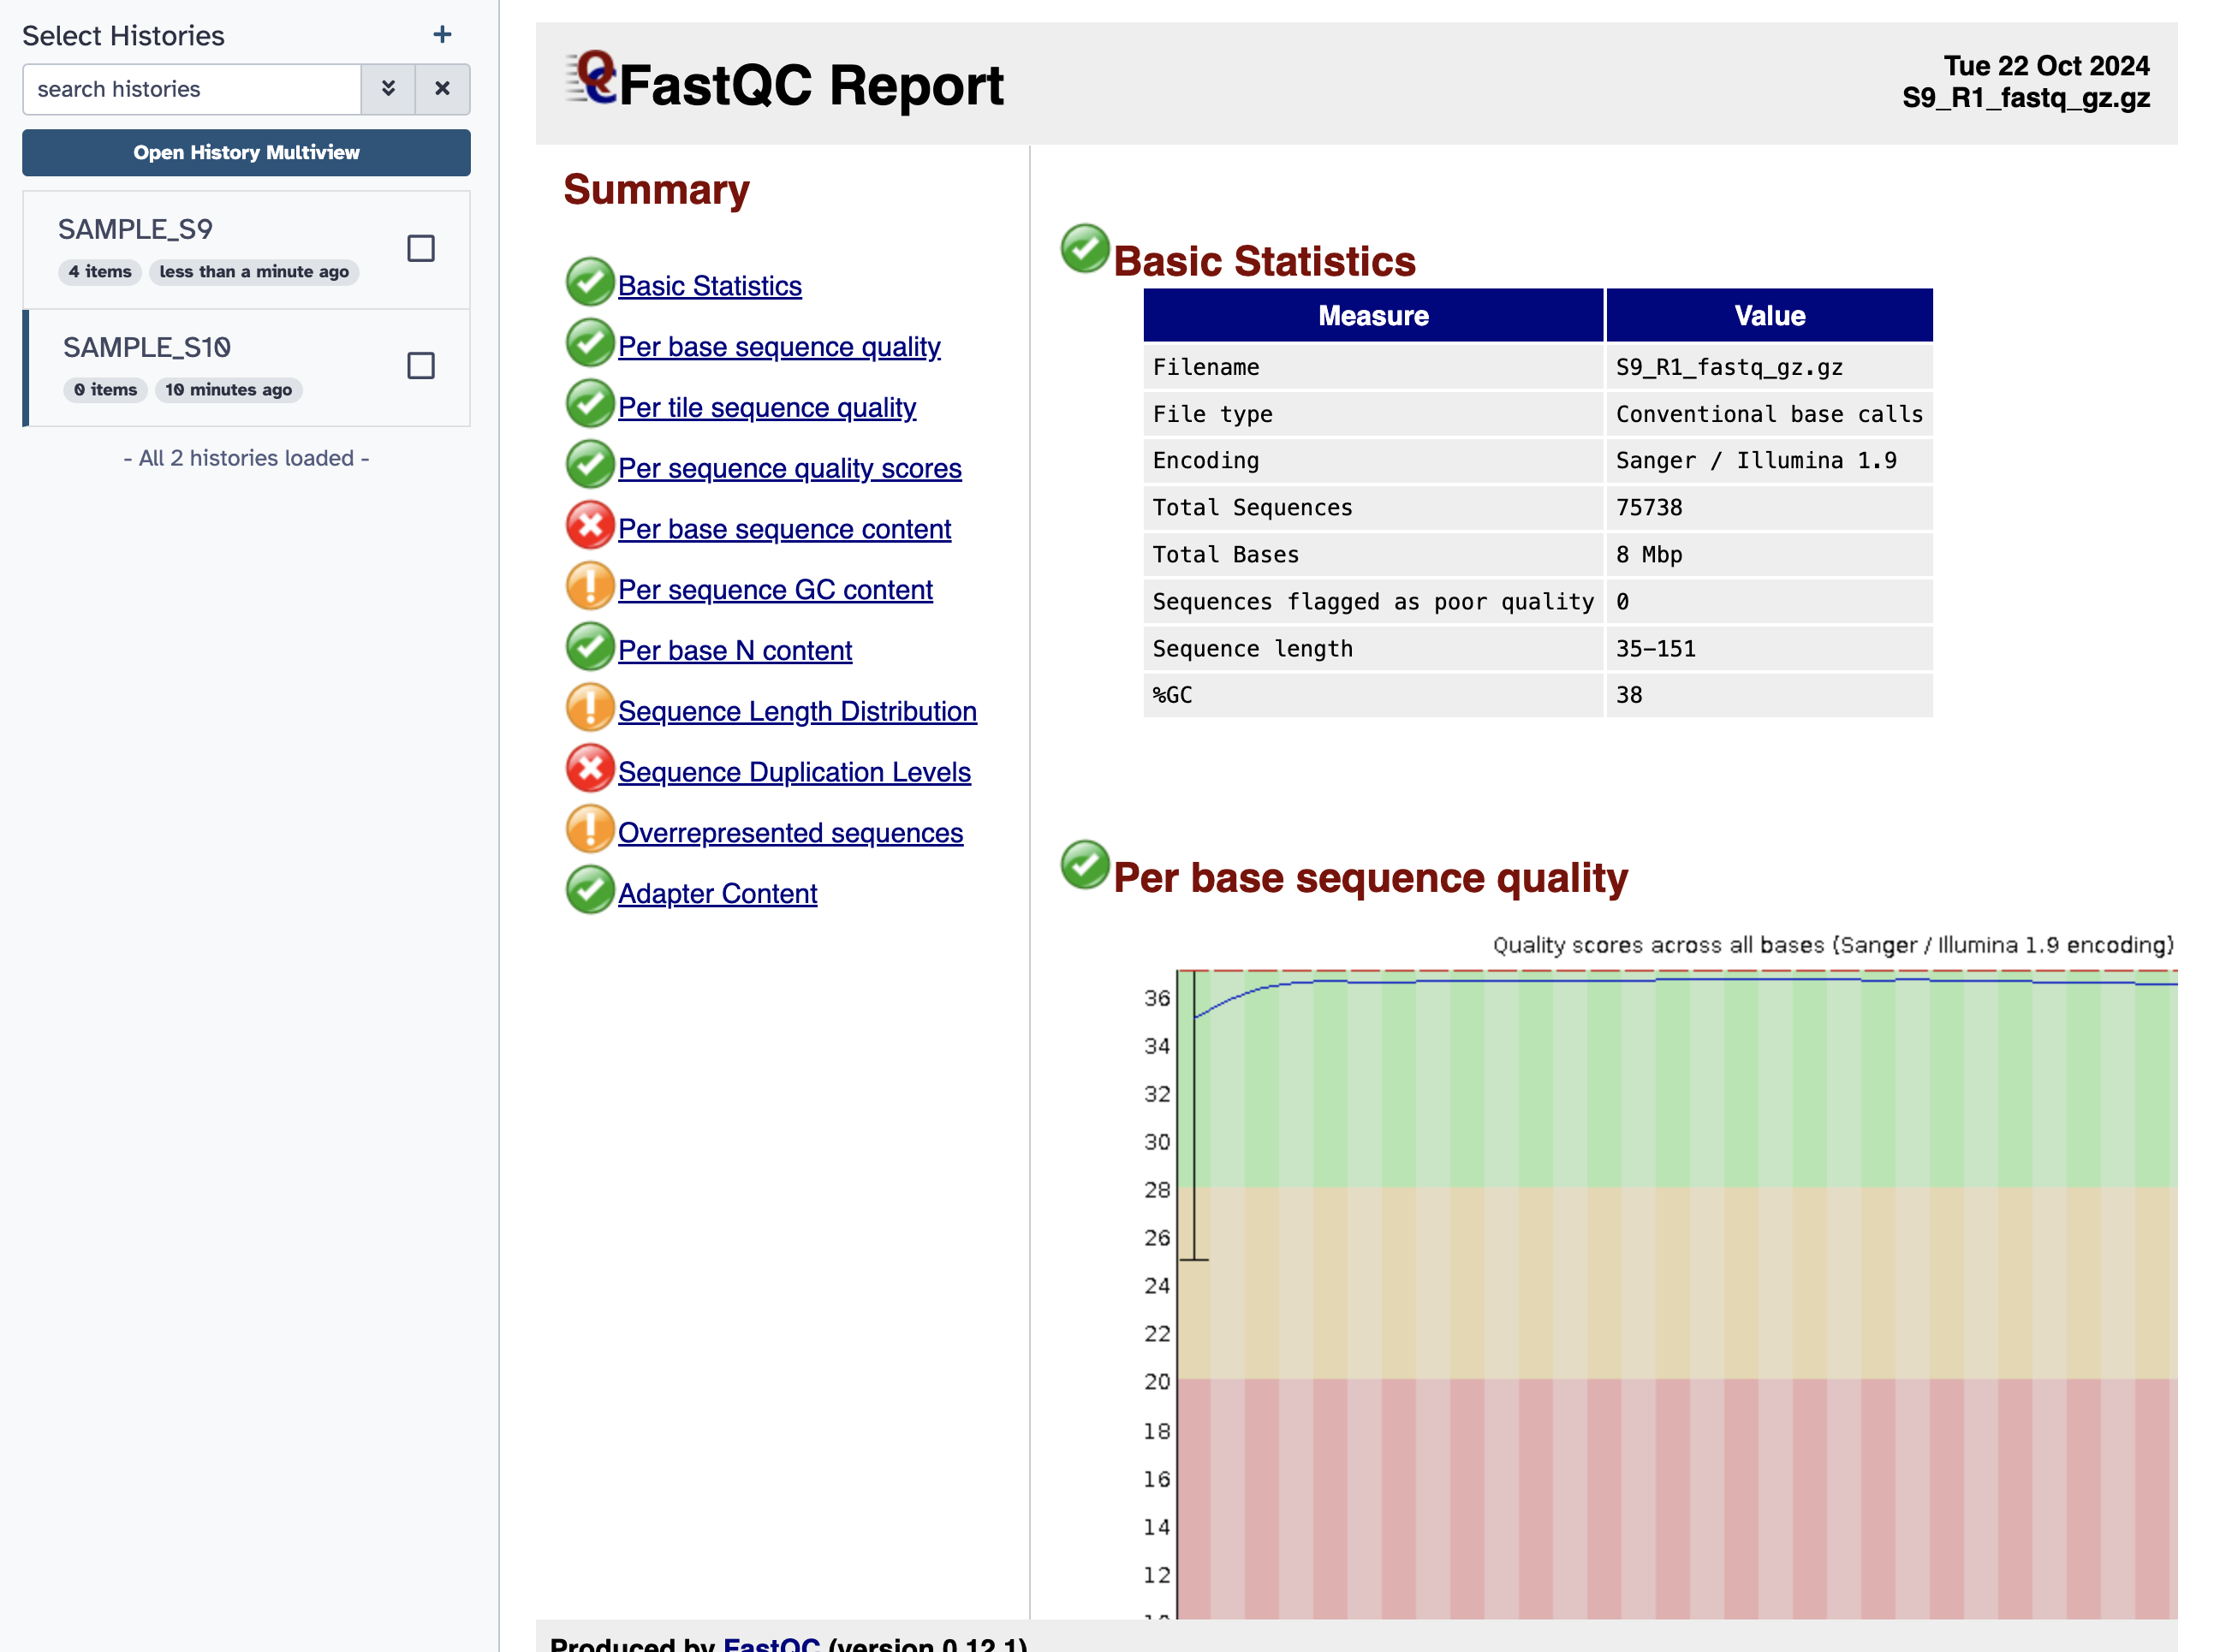 Select Histories
search histories
Open History Multiview
SAMPLE_S9
4 items less than a minute ago
SAMPLE_S10
0 items 10 minutes ago
- All 2 histories loaded -
FastQC Report
Tue 22 Oct 2024
S9_R1_fastq_gz.gz
Summary
Basic Statistics
Per base sequence quality
Per tile sequence quality
Per sequence quality scores
Per base sequence content
Per sequence GC content
Per base N content
Sequence Length Distribution
Sequence Duplication Levels
Overrepresented sequences
Adapter Content
Basic Statistics
Measure Value
Filename S9_R1_fastq_gz.gz
File type Conventional base calls
Encoding Sanger / Illumina 1.9
Total Sequences 75738
Total Bases 8 Mbp
Sequences flagged as poor quality 0
Sequence length 35-151
%GC 38
Per base sequence quality
Quality scores across all bases (Sanger / Illumina 1.9 encoding)
36
34
32
30
28
26
24
22
20
18
16
14
12
Produced by FastQC (version 0.12.1)